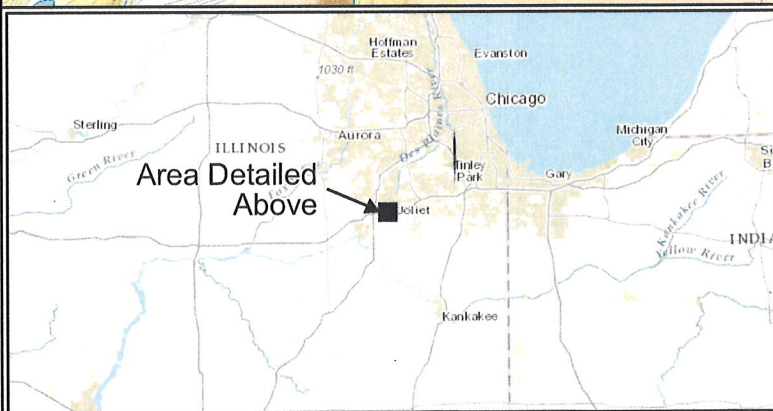 Hoffman
Estates
Evanston
1030 ft
Des Plaines River
Chicago
Sterling
Michigan
City
ILLINOIS
Aurora
Green River
Tinley
Park
Gary
Fox
Area Detailed
Above
Joliet
Kankakee River
INDIA
Yellow River
Kankakee